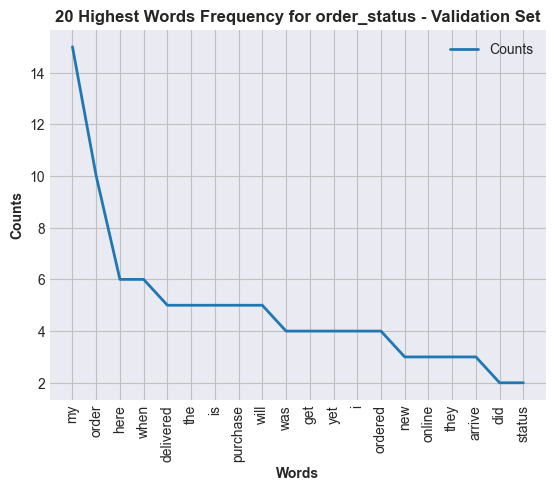 20 Highest Words Frequency for order_status - Validation Set
Counts
14
12
10
8
6
4
2
Counts
my
order
here
when
delivered
the
is
purchase
will
was
get
yet
i
ordered
new
online
they
arrive
did
status
Words